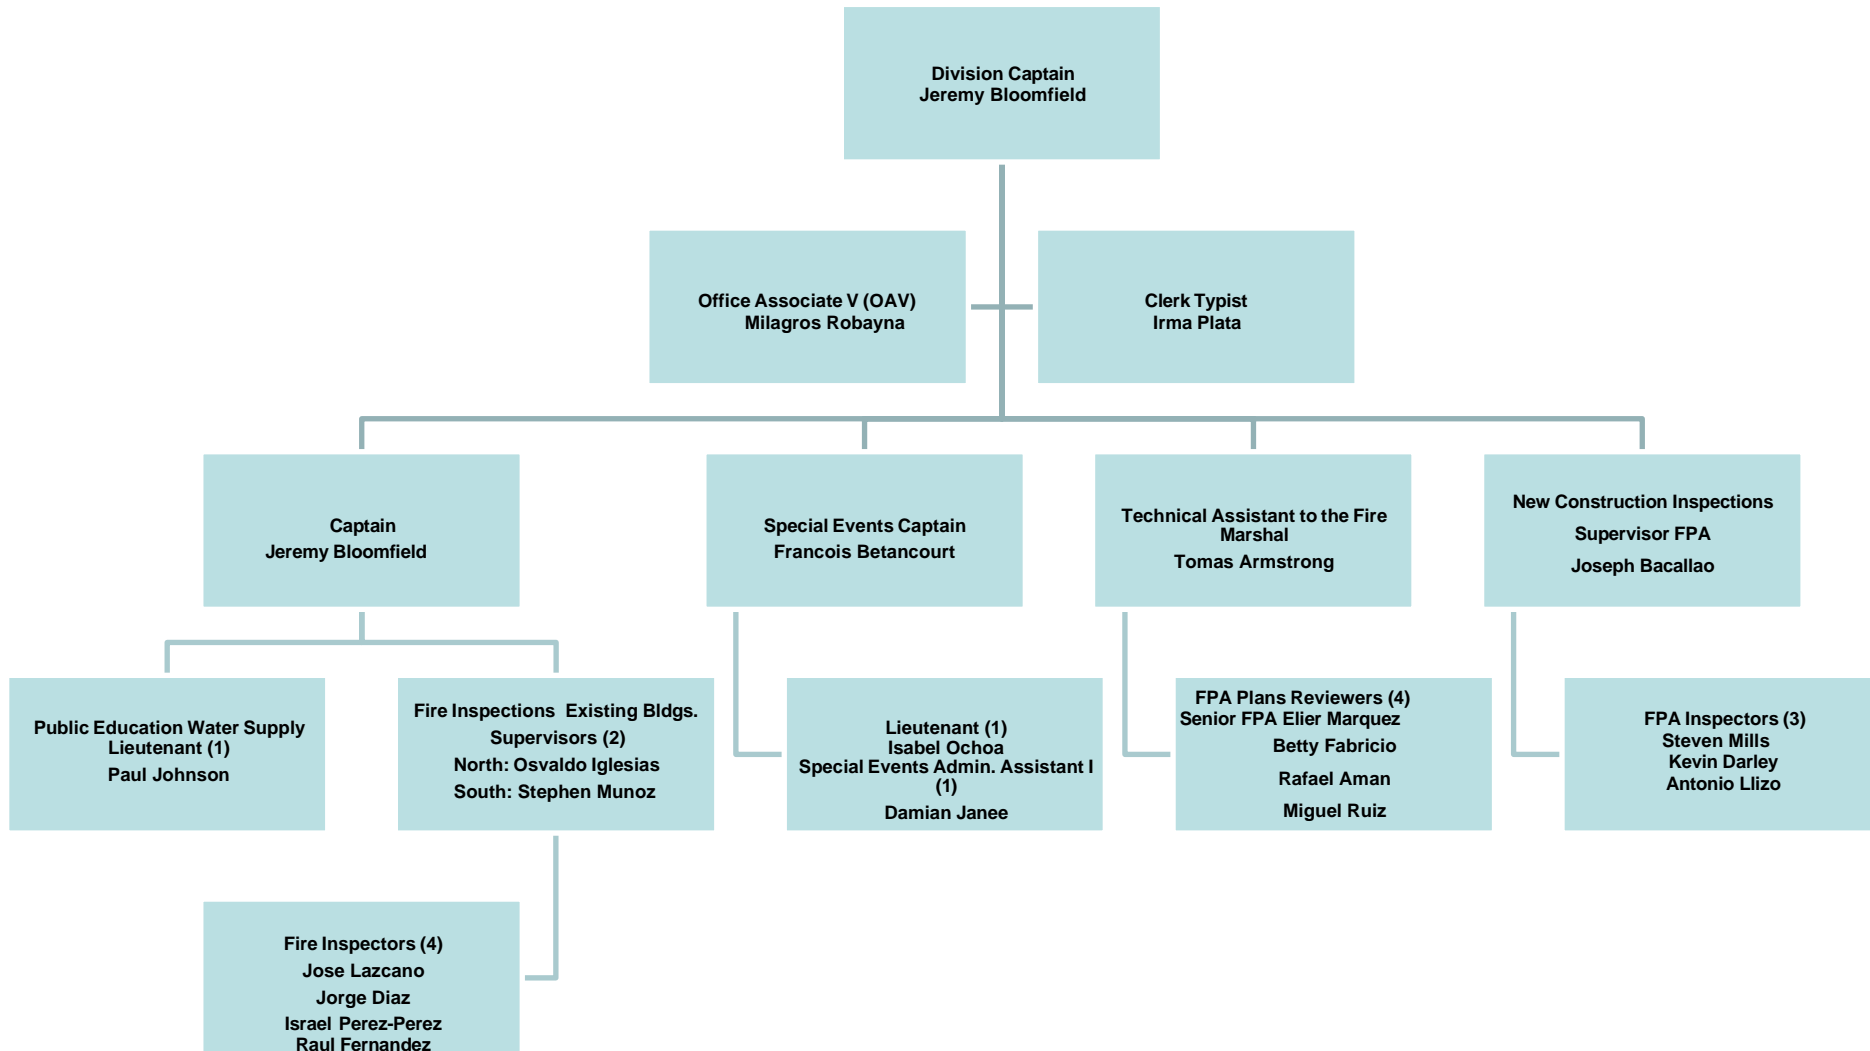 Division Captain
Jeremy Bloomfield
Office Associate V (OAV)
Milagros Robayna
Clerk Typist
Irma Plata
Captain
Jeremy Bloomfield
Special Events Captain
Francois Betancourt
Technical Assistant to the Fire
Marshal
Tomas Armstrong
New Construction Inspections
Supervisor FPA
Joseph Bacallao
Public Education Water Supply
Lieutenant (1)
Paul Johnson
Fire Inspections Existing Bldgs.
Supervisors (2)
North: Osvaldo Iglesias
South: Stephen Munoz
Lieutenant (1)
Isabel Ochoa
Special Events Admin. Assistant I
(1)
Damian Janee
FPA Plans Reviewers (4)
Senior FPA Elier Marquez
Betty Fabricio
Rafael Aman
Miguel Ruiz
FPA Inspectors (3)
Steven Mills
Kevin Darley
Antonio Llizo
Fire Inspectors (4)
Jose Lazcano
Jorge Diaz
Israel Perez-Perez
Raul Fernandez